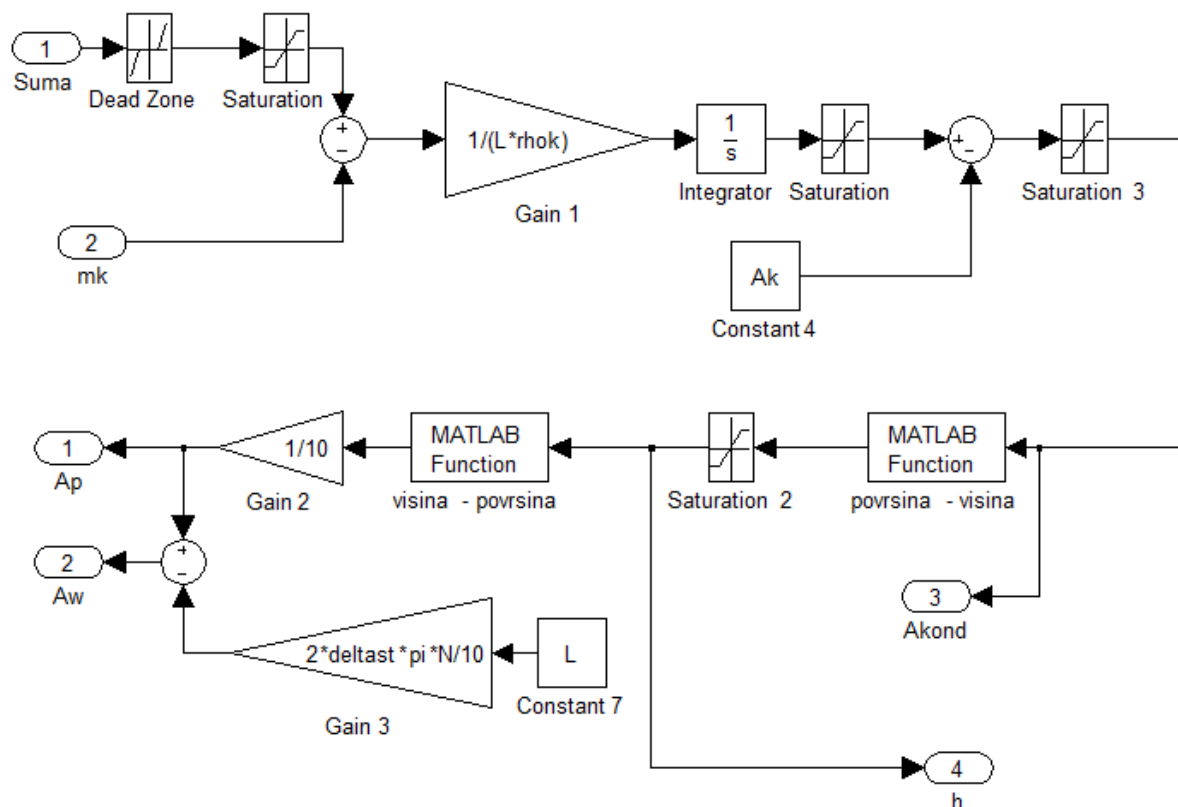 1
Suma
Dead Zone
Saturation
+
−
1/(L*rhok)
Gain 1
1
s
Integrator
Saturation
+
−
Saturation 3
2
mk
Ak
Constant 4
1
Ap
1/10
Gain 2
MATLAB
Function
visina - povrsina
Saturation 2
MATLAB
Function
povrsina - visina
+
−
2
Aw
3
Akond
2*deltast *pi *N/10
Gain 3
L
Constant 7
4
h